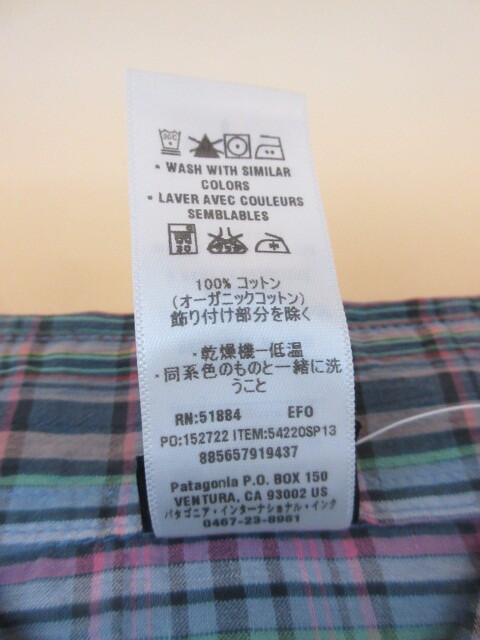 • WASH WITH SIMILAR
COLORS
• LAVER AVEC COULEURS
SEMBLABLES
100% コットン
(オーガニックコットン)
飾り付け部分を除く
・乾燥機ー低温
・同系色のものと一緒に洗
うこと
RN:51884 EFO
PO:152722 ITEM:54220SP13
885657919437
Patagonia P.O. BOX 150
VENTURA, CA 93002 US
パタゴニア・インターナショナル・インク
0467-23-8961